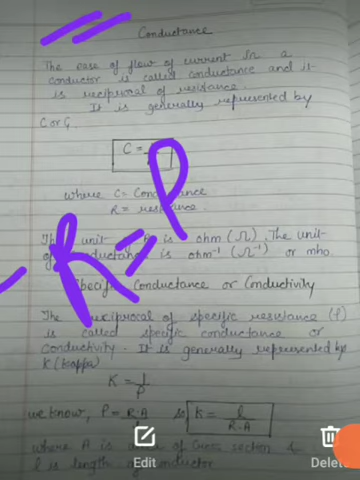 Conductance
The ease of flow of current in a
conductor is called conductance and it
is reciprocal of resistance.
It is generally represented by
C or G
C =
where C = Conductance
R = resistance.
unit is ohm (Ω). The unit
of conductance is ohm⁻¹ (Ω⁻¹) or mho.
- R = P
Specific Conductance or Conductivity
The reciprocal of specific resistance (ρ)
is called specific conductance or
Conductivity. It is generally represented by
K (Kappa)
K = 1/ρ
we know, ρ = R.A/l so K = l/R.A
where A is area of cross section &
l is length of conductor
Edit
Delete